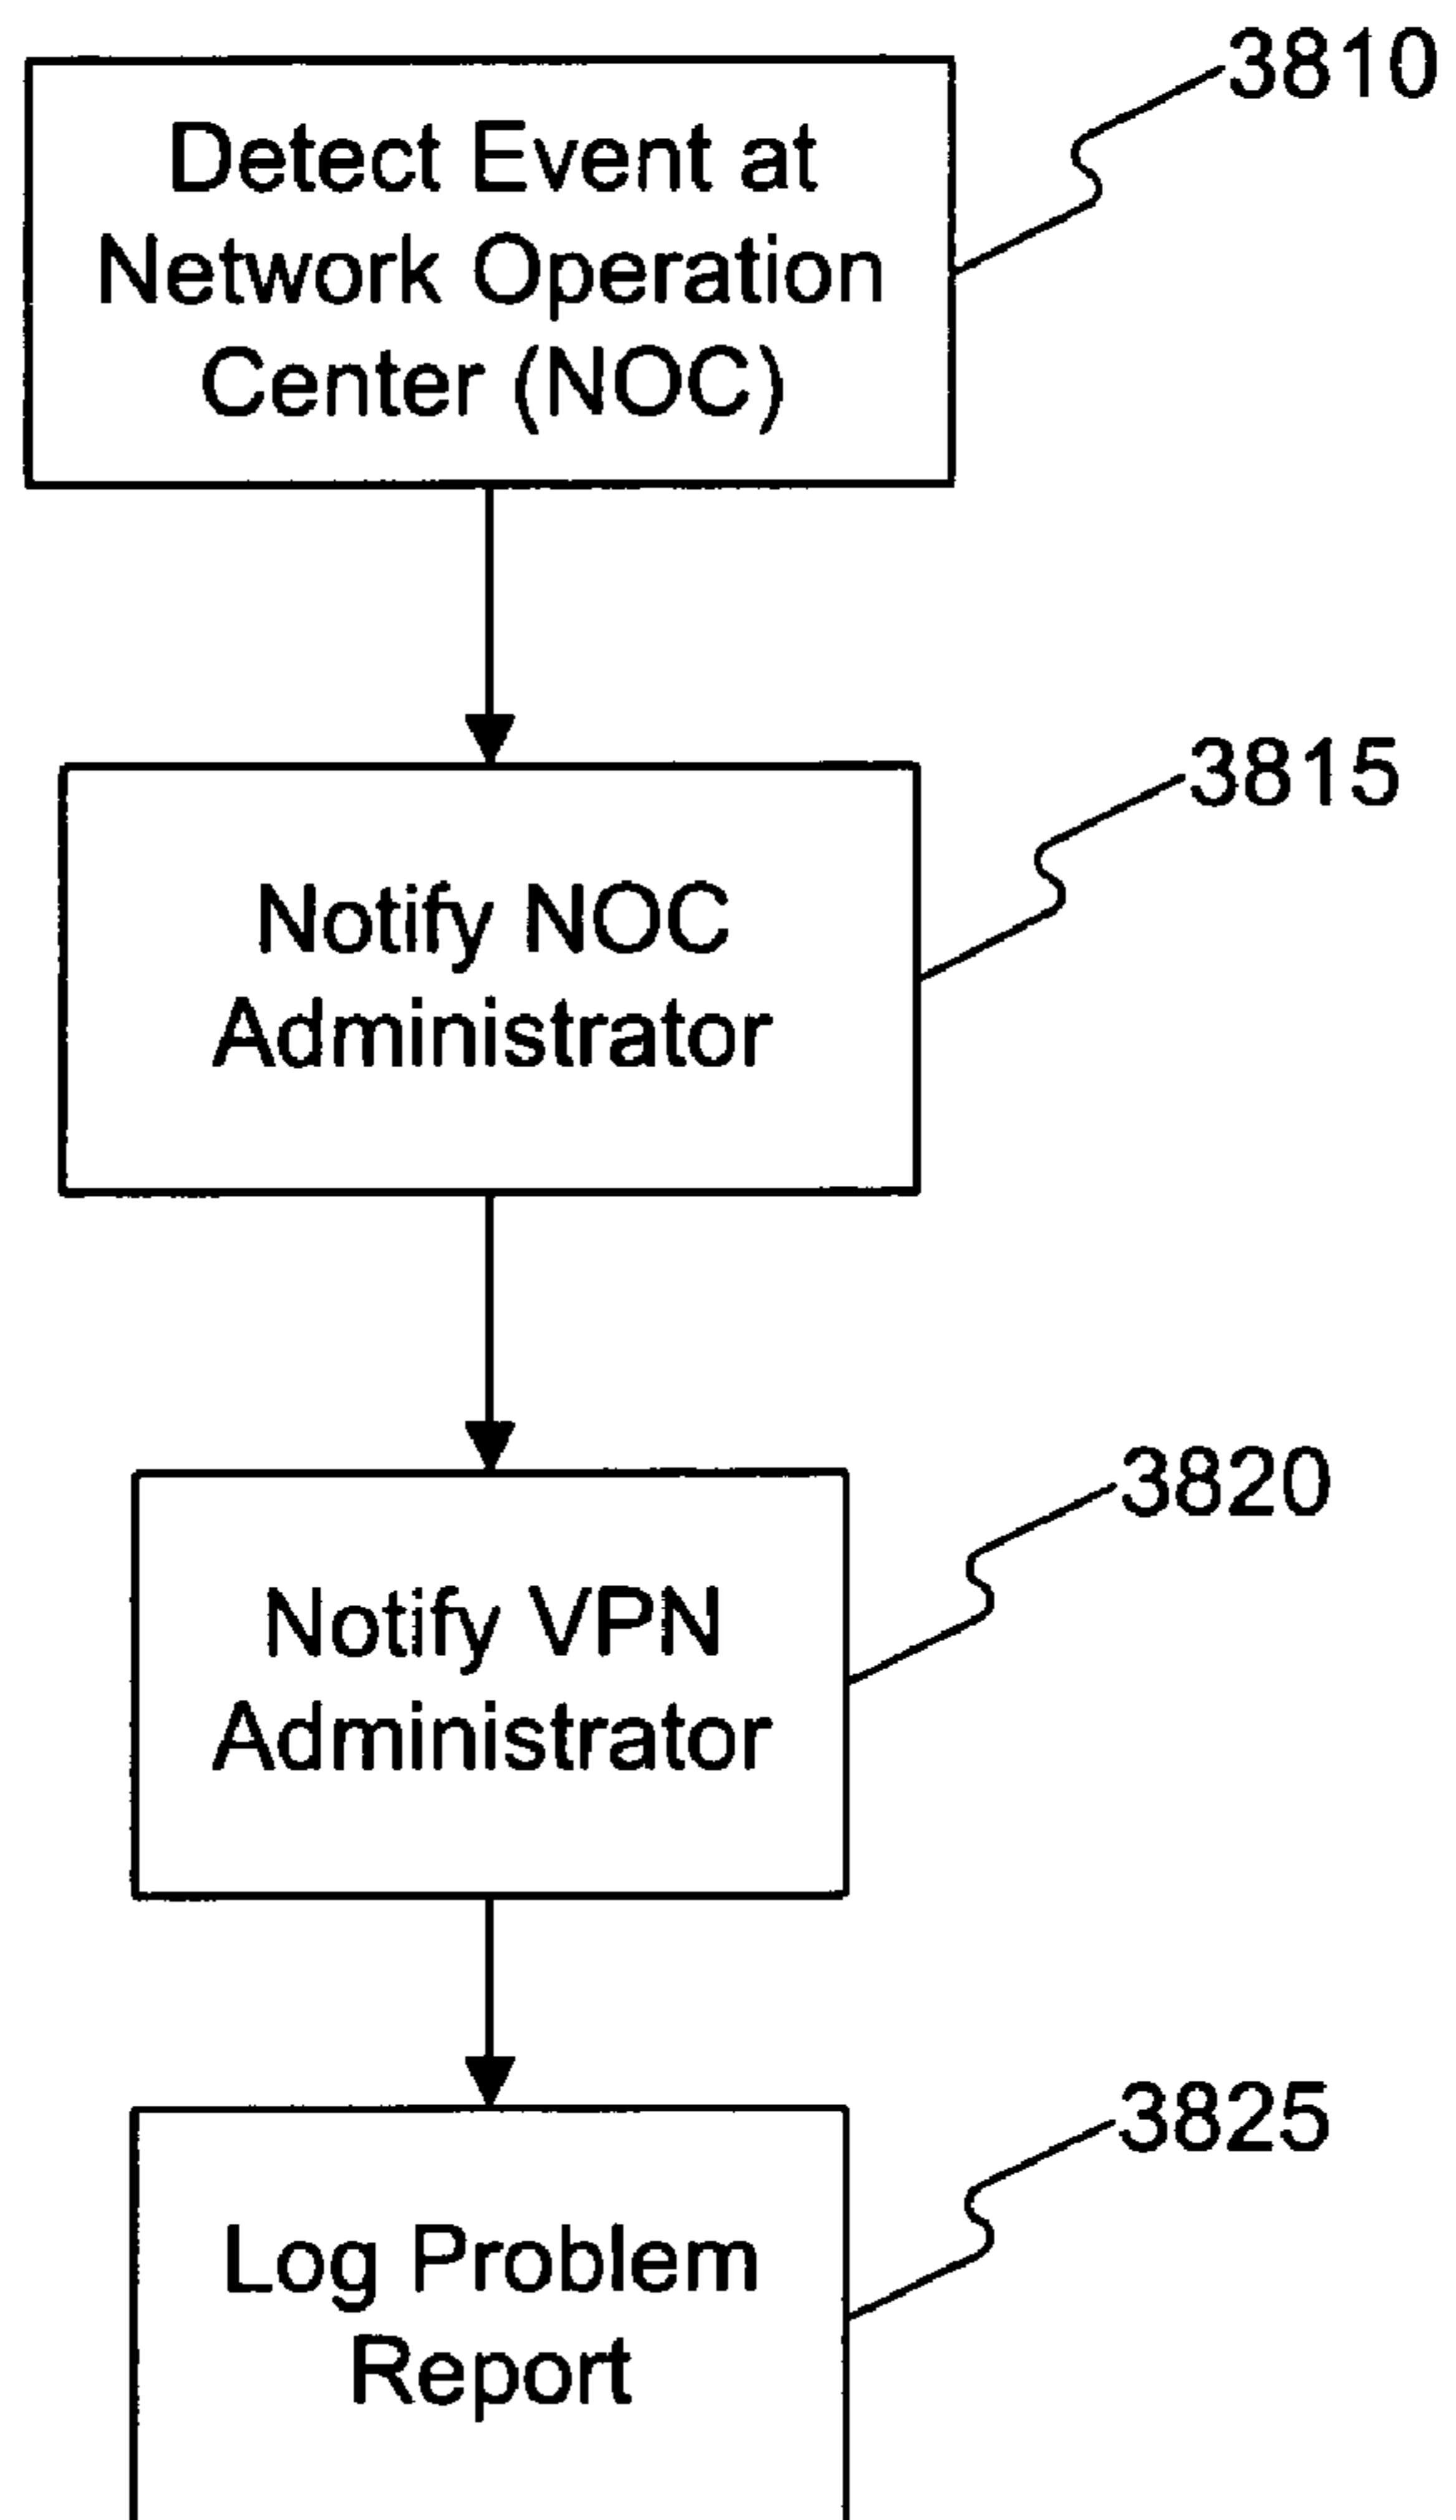 3810
Detect Event at
Network Operation
Center (NOC)
3815
Notify NOC
Administrator
3820
Notify VPN
Administrator
3825
Log Problem
Report